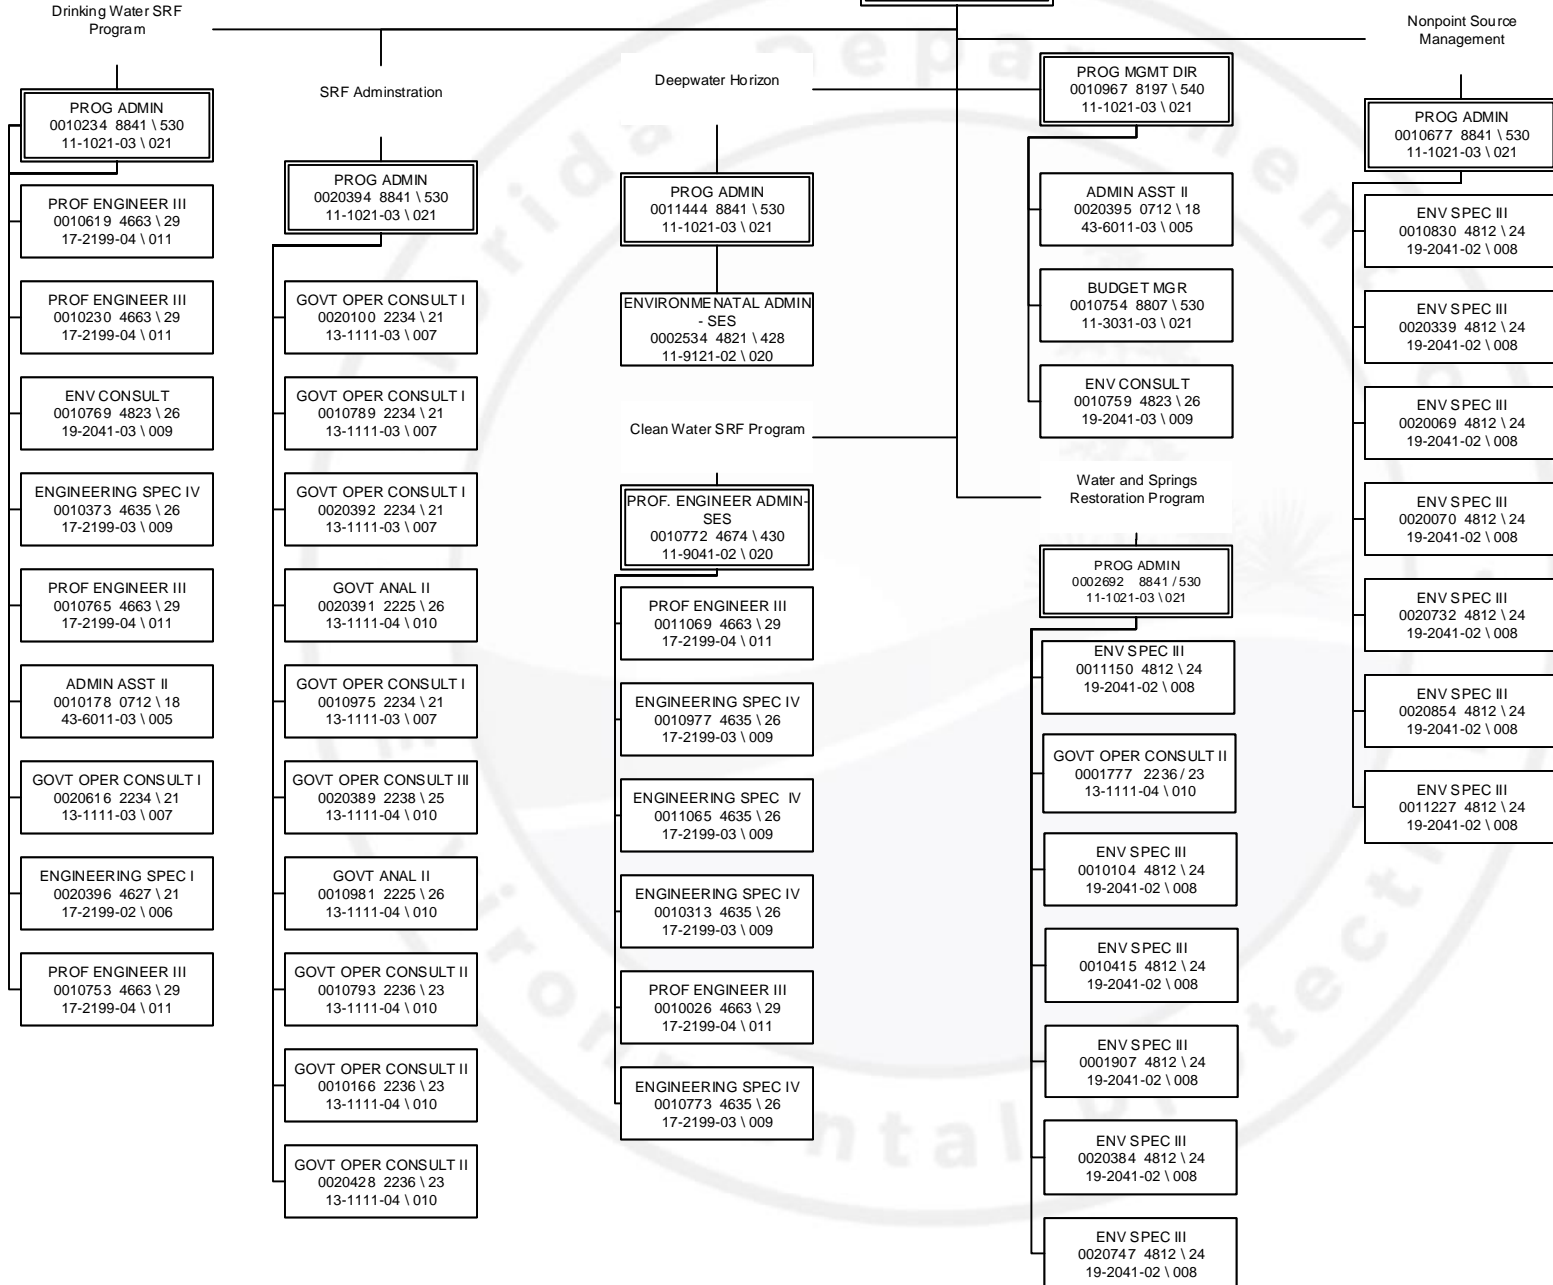 Drinking Water SRF
Program
PROG ADMIN
0010234 8841 \ 530
11-1021-03 \ 021
PROF ENGINEER III
0010619 4663 \ 29
17-2199-04 \ 011
PROF ENGINEER III
0010230 4663 \ 29
17-2199-04 \ 011
ENV CONSULT
0010769 4823 \ 26
19-2041-03 \ 009
ENGINEERING SPEC IV
0010373 4635 \ 26
17-2199-03 \ 009
PROF ENGINEER III
0010765 4663 \ 29
17-2199-04 \ 011
ADMIN ASST II
0010178 0712 \ 18
43-6011-03 \ 005
GOVT OPER CONSULT I
0020616 2234 \ 21
13-1111-03 \ 007
ENGINEERING SPEC I
0020396 4627 \ 21
17-2199-02 \ 006
PROF ENGINEER III
0010753 4663 \ 29
17-2199-04 \ 011
SRF Adminstration
PROG ADMIN
0020394 8841 \ 530
11-1021-03 \ 021
GOVT OPER CONSULT I
0020100 2234 \ 21
13-1111-03 \ 007
GOVT OPER CONSULT I
0010789 2234 \ 21
13-1111-03 \ 007
GOVT OPER CONSULT I
0020392 2234 \ 21
13-1111-03 \ 007
GOVT ANAL II
0020391 2225 \ 26
13-1111-04 \ 010
GOVT OPER CONSULT I
0010975 2234 \ 21
13-1111-03 \ 007
GOVT OPER CONSULT III
0020389 2238 \ 25
13-1111-04 \ 010
GOVT ANAL II
0010981 2225 \ 26
13-1111-04 \ 010
GOVT OPER CONSULT II
0010793 2236 \ 23
13-1111-04 \ 010
GOVT OPER CONSULT II
0010166 2236 \ 23
13-1111-04 \ 010
GOVT OPER CONSULT II
0020428 2236 \ 23
13-1111-04 \ 010
Deepwater Horizon
PROG ADMIN
0011444 8841 \ 530
11-1021-03 \ 021
ENVIRONMENATAL ADMIN
- SES
0002534 4821 \ 428
11-9121-02 \ 020
Clean Water SRF Program
PROF. ENGINEER ADMIN-
SES
0010772 4674 \ 430
11-9041-02 \ 020
PROF ENGINEER III
0011069 4663 \ 29
17-2199-04 \ 011
ENGINEERING SPEC IV
0010977 4635 \ 26
17-2199-03 \ 009
ENGINEERING SPEC IV
0011065 4635 \ 26
17-2199-03 \ 009
ENGINEERING SPEC IV
0010313 4635 \ 26
17-2199-03 \ 009
PROF ENGINEER III
0010026 4663 \ 29
17-2199-04 \ 011
ENGINEERING SPEC IV
0010773 4635 \ 26
17-2199-03 \ 009
PROG MGMT DIR
0010967 8197 \ 540
11-1021-03 \ 021
ADMIN ASST II
0020395 0712 \ 18
43-6011-03 \ 005
BUDGET MGR
0010754 8807 \ 530
11-3031-03 \ 021
ENV CONSULT
0010759 4823 \ 26
19-2041-03 \ 009
Water and Springs
Restoration Program
PROG ADMIN
0002692 8841 / 530
11-1021-03 \ 021
ENV SPEC III
0011150 4812 \ 24
19-2041-02 \ 008
GOVT OPER CONSULT II
0001777 2236 / 23
13-1111-04 \ 010
ENV SPEC III
0010104 4812 \ 24
19-2041-02 \ 008
ENV SPEC III
0010415 4812 \ 24
19-2041-02 \ 008
ENV SPEC III
0001907 4812 \ 24
19-2041-02 \ 008
ENV SPEC III
0020384 4812 \ 24
19-2041-02 \ 008
ENV SPEC III
0020747 4812 \ 24
19-2041-02 \ 008
Nonpoint Source
Management
PROG ADMIN
0010677 8841 \ 530
11-1021-03 \ 021
ENV SPEC III
0010830 4812 \ 24
19-2041-02 \ 008
ENV SPEC III
0020339 4812 \ 24
19-2041-02 \ 008
ENV SPEC III
0020069 4812 \ 24
19-2041-02 \ 008
ENV SPEC III
0020070 4812 \ 24
19-2041-02 \ 008
ENV SPEC III
0020732 4812 \ 24
19-2041-02 \ 008
ENV SPEC III
0020854 4812 \ 24
19-2041-02 \ 008
ENV SPEC III
0011227 4812 \ 24
19-2041-02 \ 008